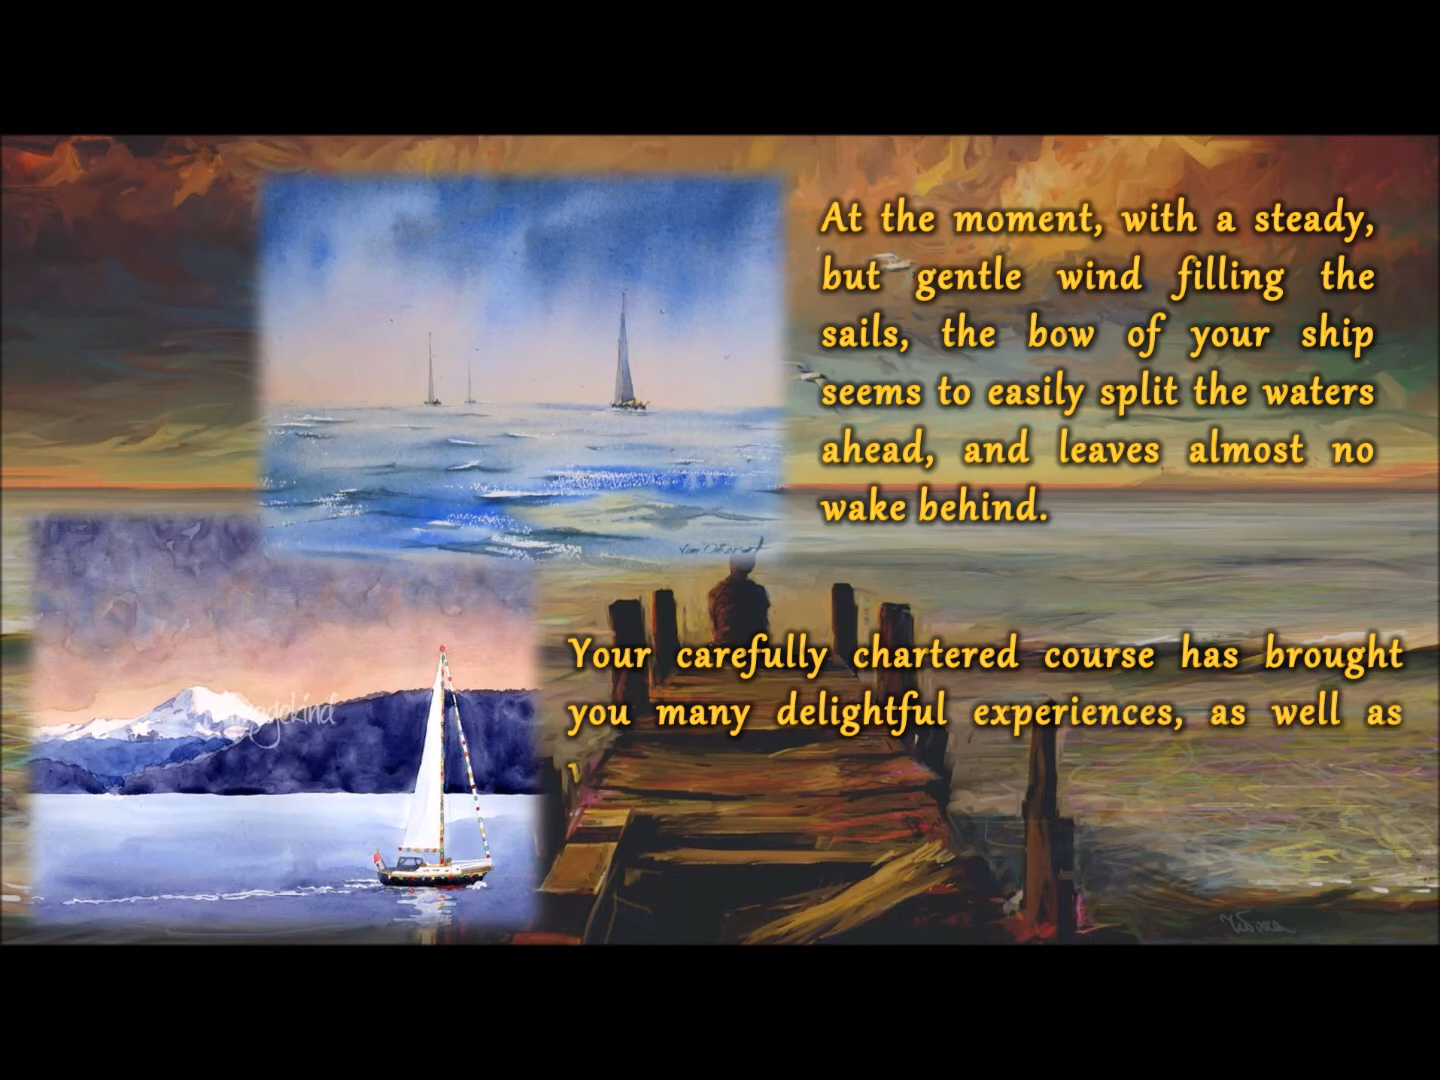 At the moment, with a steady,
but gentle wind filling the
sails, the bow of your ship
seems to easily split the waters
ahead, and leaves almost no
wake behind.
Your carefully chartered course has brought
you many delightful experiences, as well as